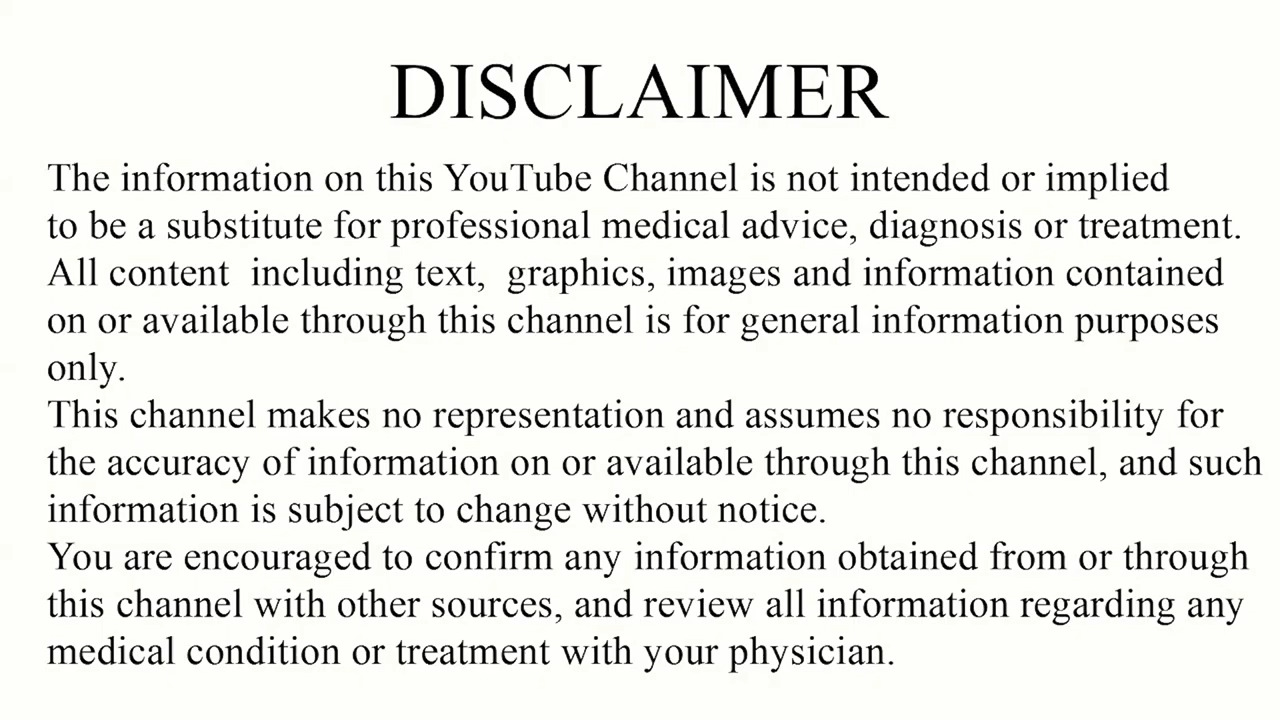 DISCLAIMER
The information on this YouTube Channel is not intended or implied
to be a substitute for professional medical advice, diagnosis or treatment.
All content  including text,  graphics, images and information contained
on or available through this channel is for general information purposes
only.
This channel makes no representation and assumes no responsibility for
the accuracy of information on or available through this channel, and such
information is subject to change without notice.
You are encouraged to confirm any information obtained from or through
this channel with other sources, and review all information regarding any
medical condition or treatment with your physician.